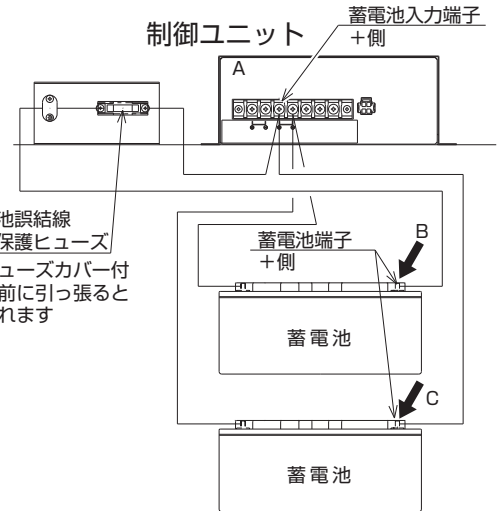 制御ユニット
蓄電池入力端子
+側
A
池誤結線
保護ヒューズ
ューズカバー付
前に引っ張ると
れます
蓄電池端子
+側
B
蓄電池
C
蓄電池